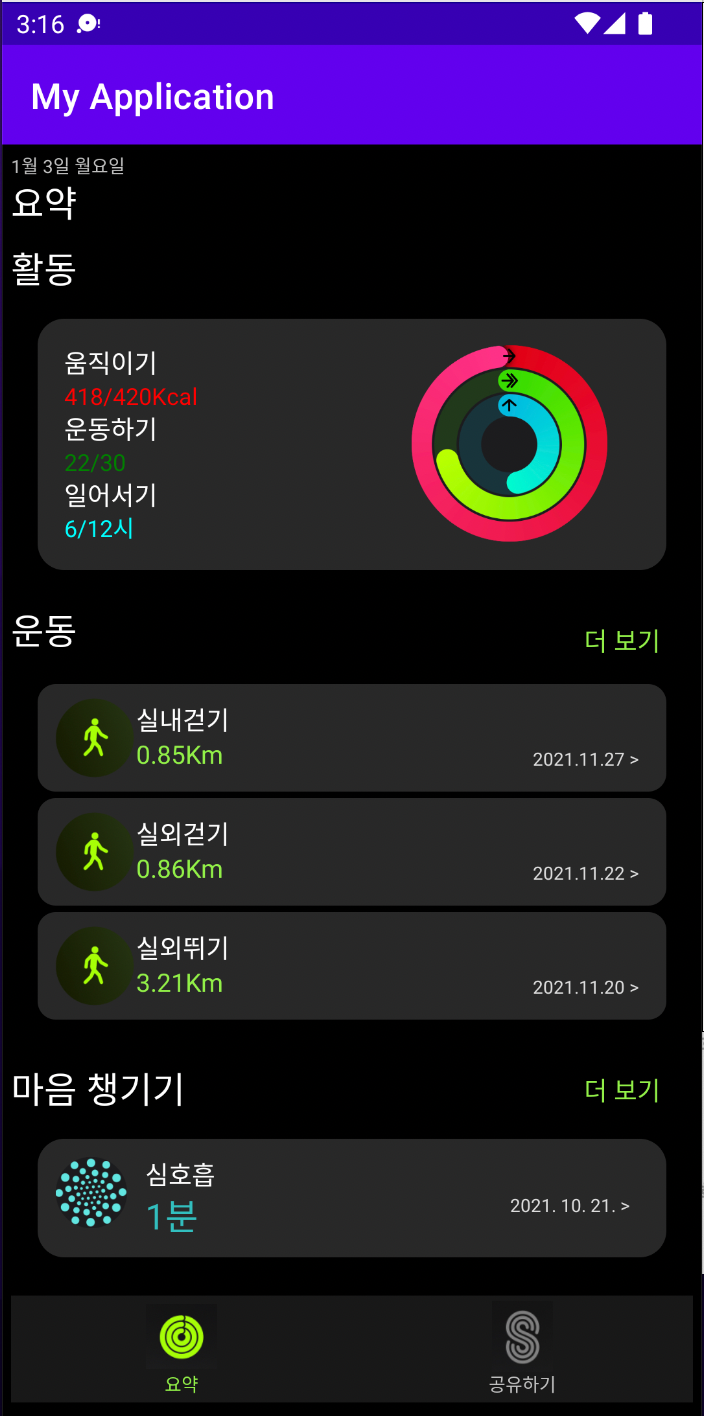 3:16
My Application
1월 3일 월요일
요약
활동
움직이기
418/420Kcal
운동하기
22/30
일어서기
6/12시
운동
더 보기
실내걷기
0.85Km
2021.11.27 >
실외걷기
0.86Km
2021.11.22 >
실외뛰기
3.21Km
2021.11.20 >
마음 챙기기
더 보기
심호흡
1분
2021. 10. 21. >
요약
공유하기